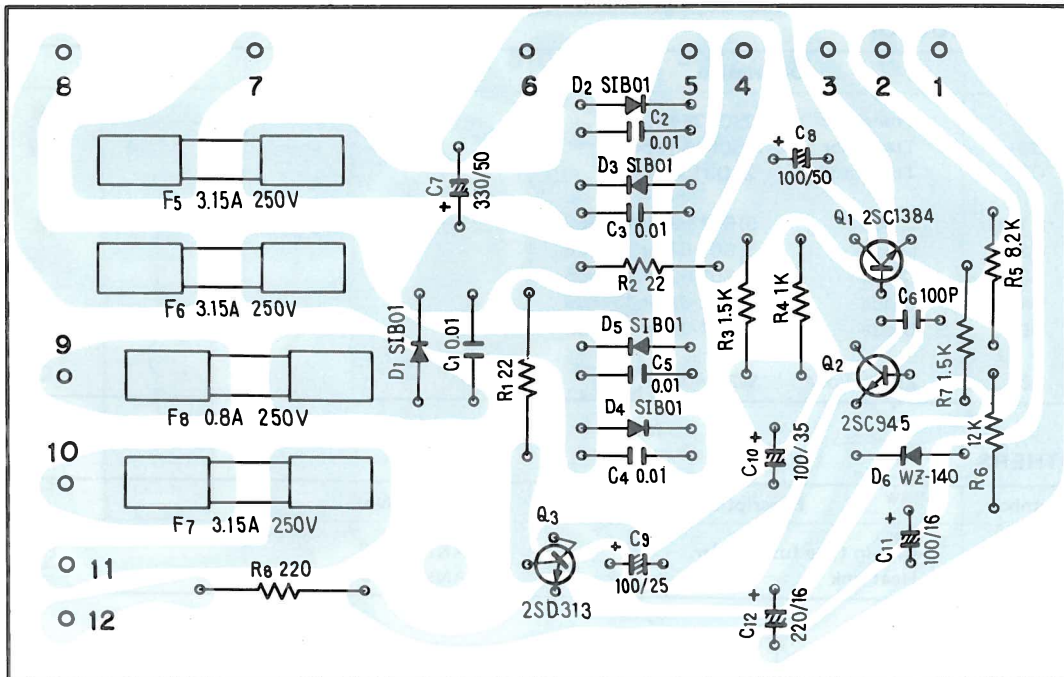 8
7
6
5
4
3
2
1
D2 SIB01
C2
0.01
D3 SIB01
C3 0.01
R2 22
D5 SIB01
C5
0.01
D4 SIB01
C4 0.01
F5 3.15A 250V
F6 3.15A 250V
F8 0.8A 250V
F7 3.15A 250V
9
10
11
12
R8 220
+
C7
330/50
D1 SIB01
C1 0.01
R1 22
Q3
2SD313
+
C9
100/25
+
C8
100/50
R3 1.5K
R4 1K
Q1 2SC1384
C6 100P
R5 8.2K
Q2
2SC945
R7 1.5K
R6
12K
D6 WZ-140
C10
+
100/35
C11
+
100/16
C12
+
220/16